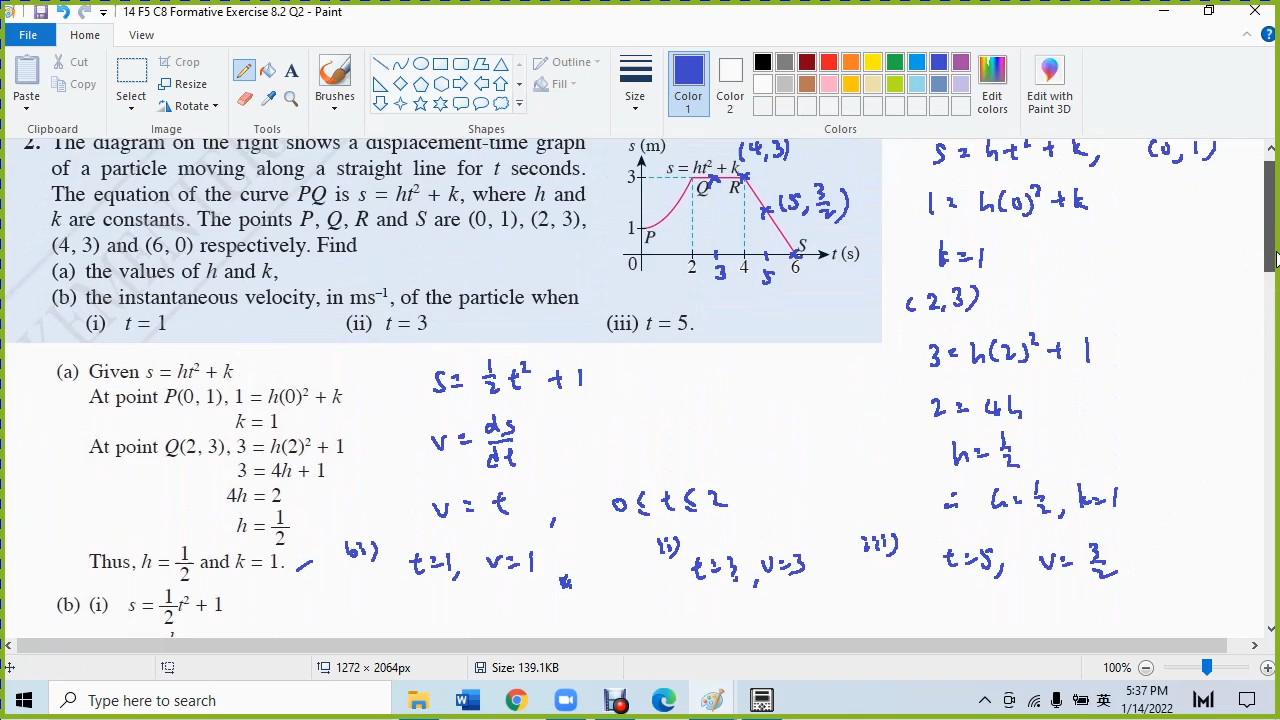 14 F5 C8 Formative Exercise 8.2 Q2 - Paint
File Home View
Paste Cut Copy Clipboard
Select Crop Resize Rotate Image
Tools
Brushes
Shapes
Outline Fill
Size
Color 1
Color 2
Edit colors
Colors
Edit with Paint 3D
2. The diagram on the right shows a displacement-time graph
of a particle moving along a straight line for t seconds.
The equation of the curve PQ is s = ht² + k, where h and
k are constants. The points P, Q, R and S are (0, 1), (2, 3),
(4, 3) and (6, 0) respectively. Find
(a) the values of h and k,
(b) the instantaneous velocity, in ms⁻¹, of the particle when
(i) t = 1 (ii) t = 3 (iii) t = 5.
s (m)
(4,3)
s = ht² + k
3
Q R
(5, 3/2)
1
P
S
0 2 4 6 t (s)
3 5
s = ht² + k, (0, 1)
1 = h(0)² + k
k = 1
(2, 3)
3 = h(2)² + 1
2 = 4h
h = 1/2
∴ h = 1/2, k = 1
(a) Given s = ht² + k
At point P(0, 1), 1 = h(0)² + k
k = 1
At point Q(2, 3), 3 = h(2)² + 1
3 = 4h + 1
4h = 2
h = 1/2
Thus, h = 1/2 and k = 1.
(b) (i) s = 1/2t² + 1
s = 1/2 t² + 1
v = ds/dt
v = t, 0 ≤ t ≤ 2
bi) t=1, v=1
ii) t=3, v=3
iii) t=5, v= 3/2
1272 × 2064px
Size: 139.1KB
100%
Type here to search
英
5:37 PM
1/14/2022